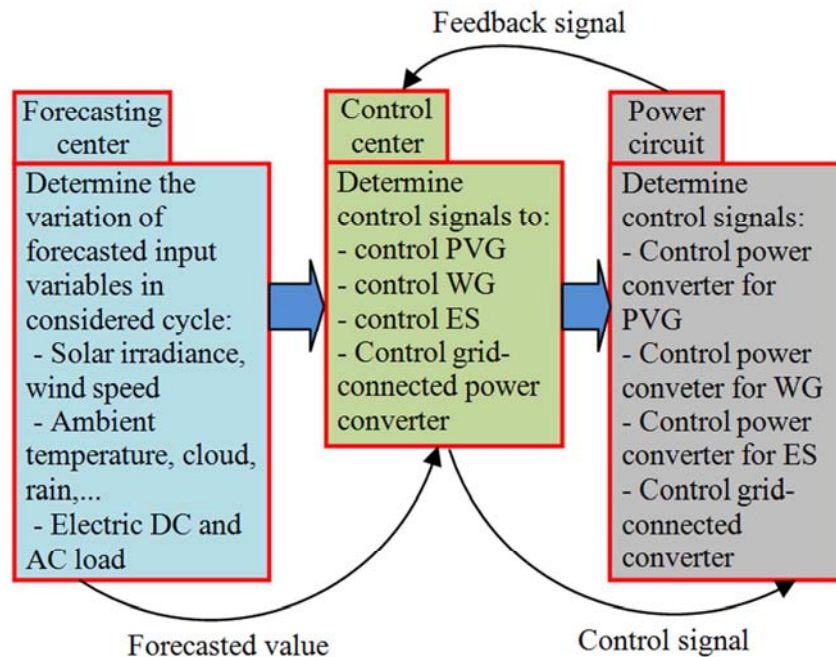 Feedback signal
Forecasting
center
Determine the
variation of
forecasted input
variables in
considered cycle:
- Solar irradiance,
wind speed
- Ambient
temperature, cloud,
rain,...
- Electric DC and
AC load
Control
center
Determine
control signals to:
- control PVG
- control WG
- control ES
- Control grid-
connected power
converter
Power
circuit
Determine
control signals:
- Control power
converter for
PVG
- Control power
conveter for WG
- Control power
converter for ES
- Control grid-
connected
converter
Forecasted value
Control signal